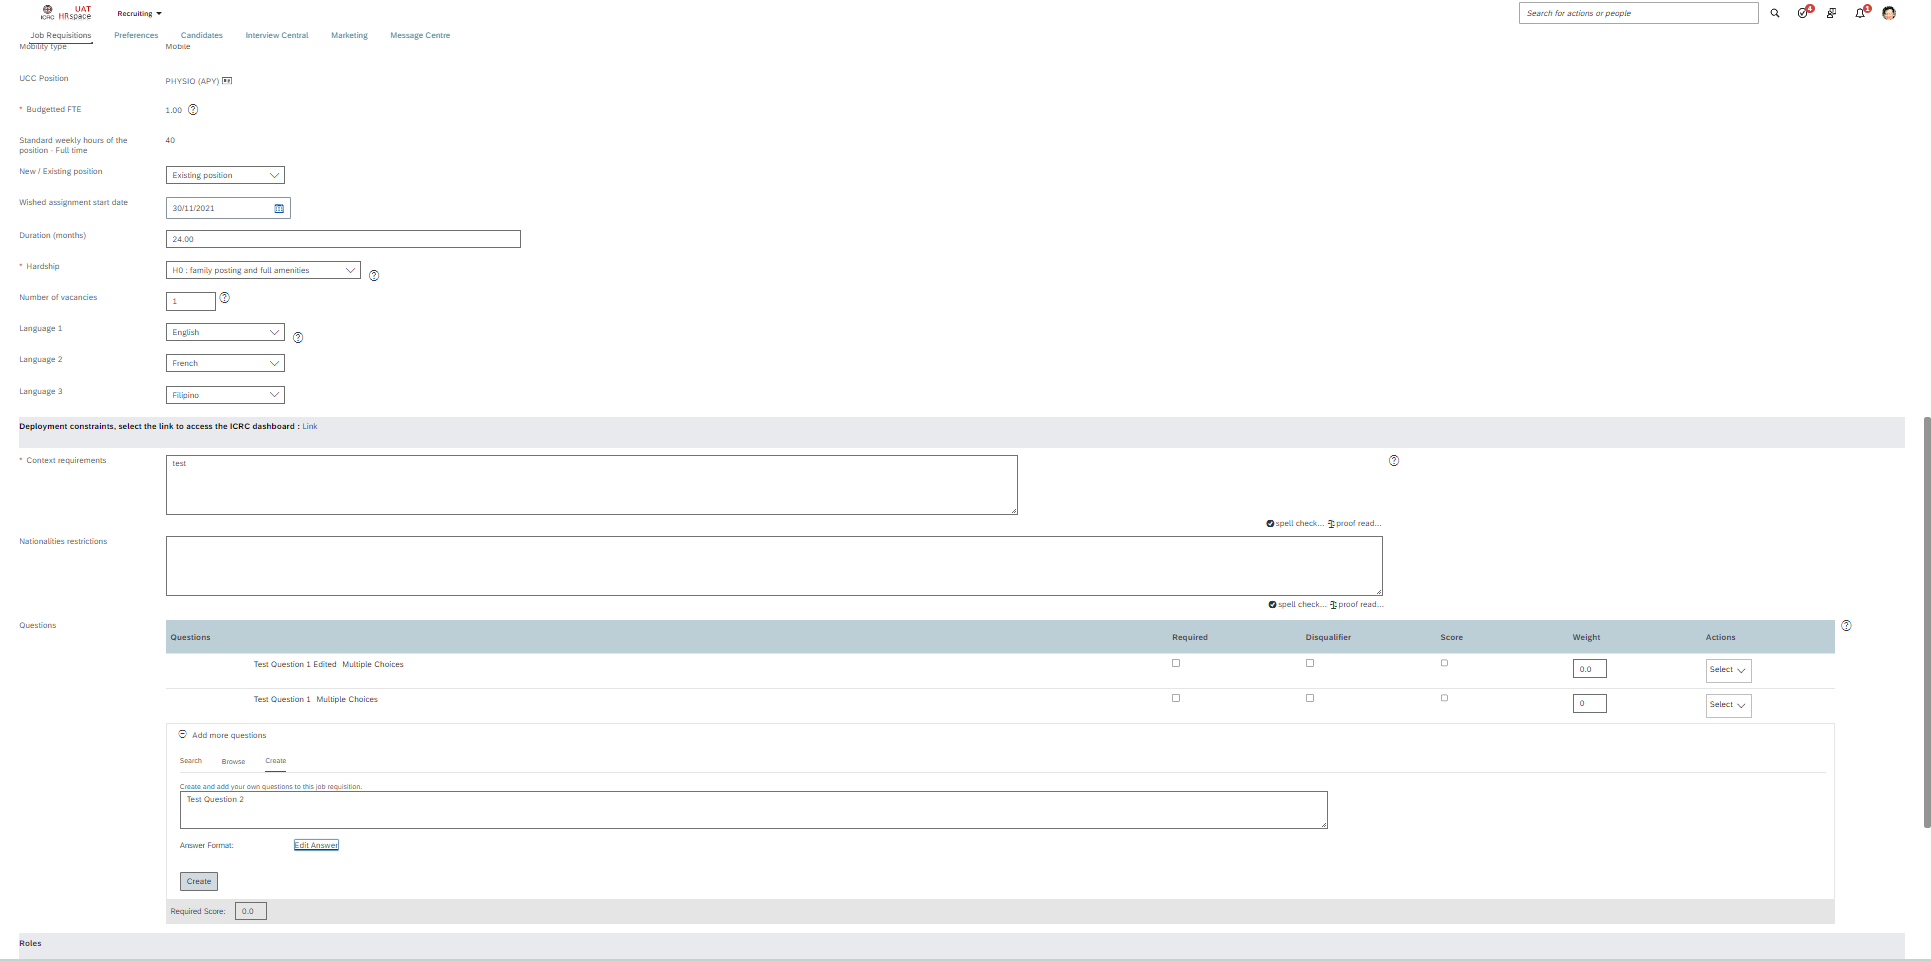 ICRC UAT HRspace
Recruiting
Search for actions or people
4
1
Job Requisitions Preferences Candidates Interview Central Marketing Message Centre
Mobility type Mobile
UCC Position PHYSIO (APY)
* Budgetted FTE 1.00
Standard weekly hours of the position - Full time 40
New / Existing position Existing position
Wished assignment start date 30/11/2021
Duration (months) 24.00
* Hardship H0 : family posting and full amenities
Number of vacancies 1
Language 1 English
Language 2 French
Language 3 Filipino
Deployment constraints, select the link to access the ICRC dashboard : Link
* Context requirements test
spell check... proof read...
Nationalities restrictions
spell check... proof read...
Questions
Questions Required Disqualifier Score Weight Actions
Test Question 1 Edited Multiple Choices 0.0 Select
Test Question 1 Multiple Choices 0 Select
Add more questions
Search Browse Create
Create and add your own questions to this job requisition.
Test Question 2
Answer Format: Edit Answer
Create
Required Score: 0.0
Roles